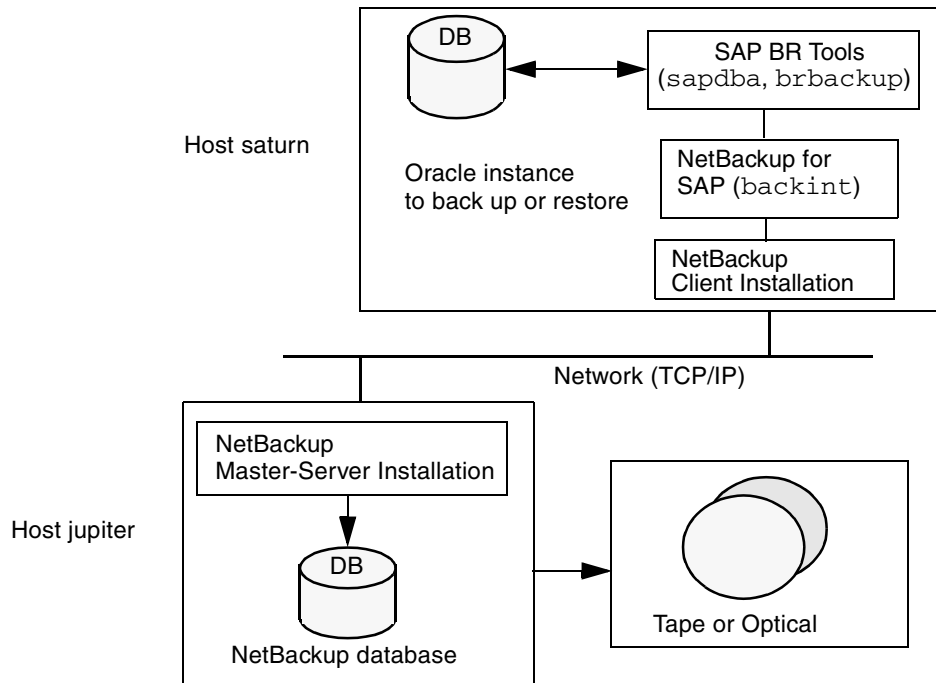 DB
SAP BR Tools
(sapdba, brbackup)
Host saturn
Oracle instance
to back up or restore
NetBackup for
SAP (backint)
NetBackup
Client Installation
Network (TCP/IP)
NetBackup
Master-Server Installation
Host jupiter
DB
NetBackup database
Tape or Optical